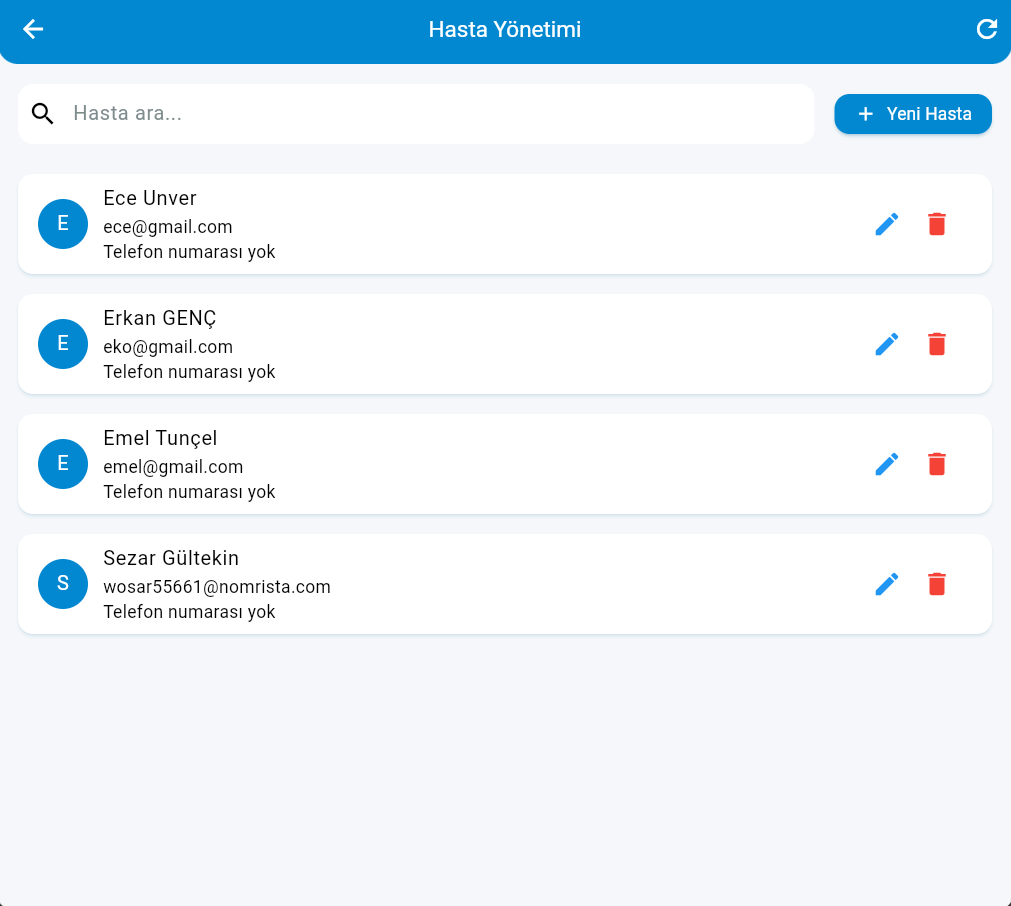 Hasta Yönetimi
Hasta ara...
+ Yeni Hasta
E
Ece Unver
ece@gmail.com
Telefon numarası yok
E
Erkan GENÇ
eko@gmail.com
Telefon numarası yok
E
Emel Tunçel
emel@gmail.com
Telefon numarası yok
S
Sezar Gültekin
wosar55661@nomrista.com
Telefon numarası yok